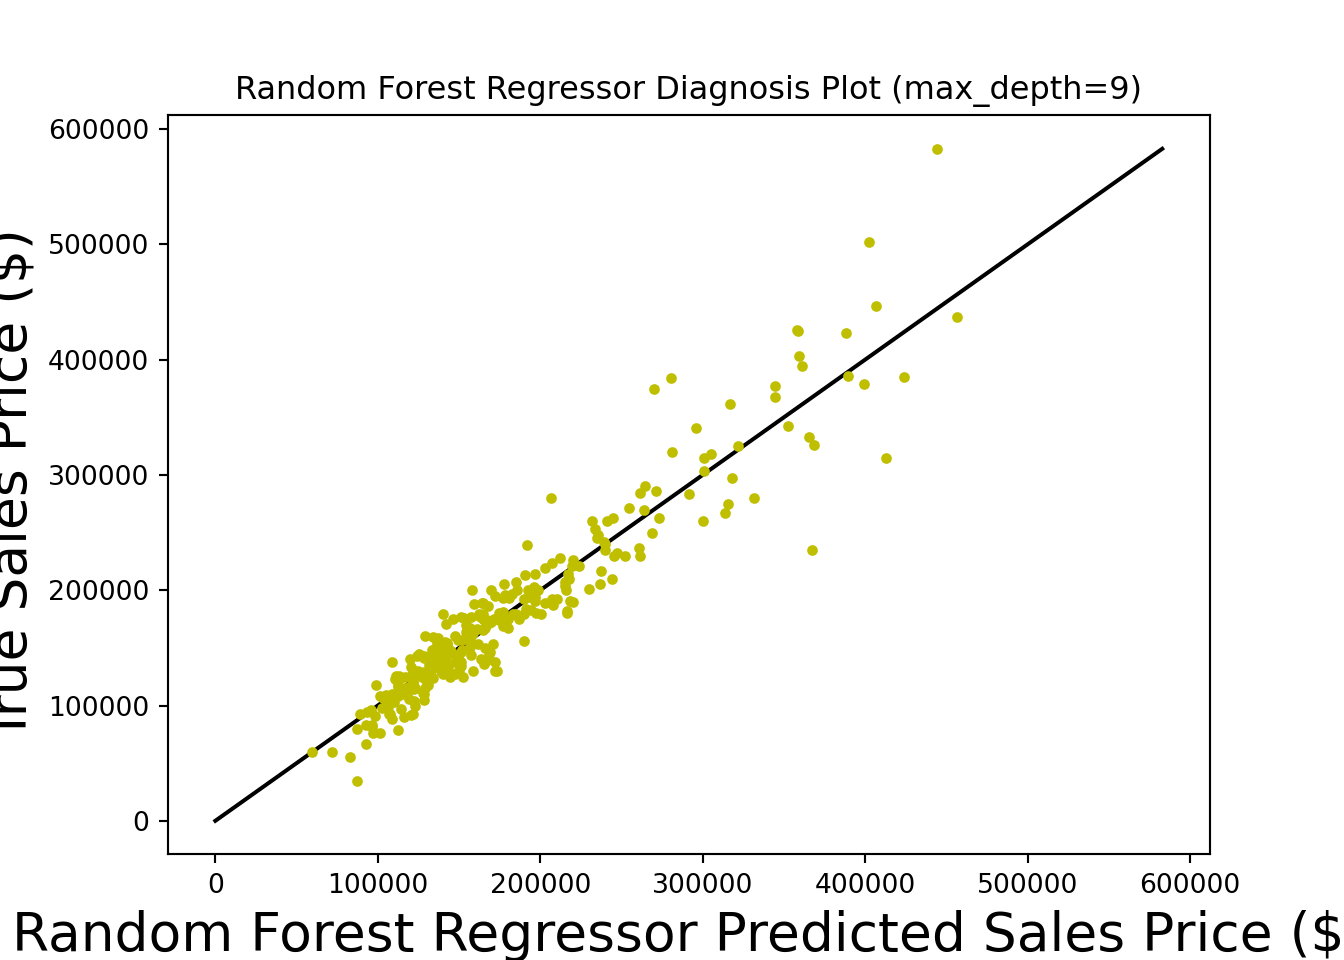 Random Forest Regressor Diagnosis Plot (max_depth=9)
True Sales Price ($)
600000
500000
400000
300000
200000
100000
0
0 100000 200000 300000 400000 500000 600000
Random Forest Regressor Predicted Sales Price ($